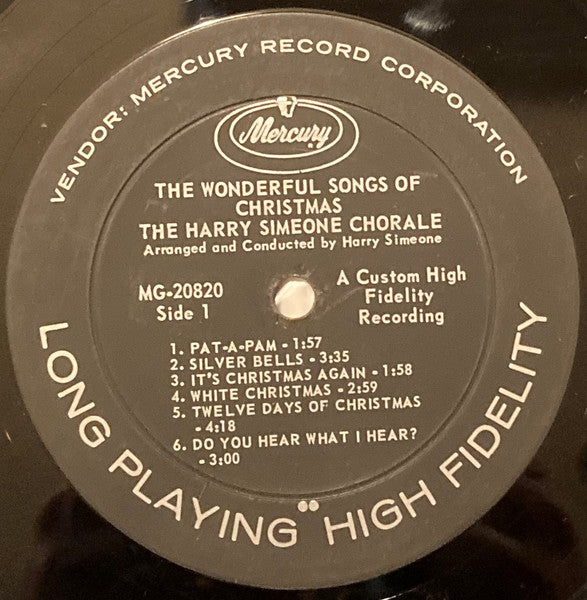 VENDOR: MERCURY RECORD CORPORATION
Mercury
THE WONDERFUL SONGS OF
CHRISTMAS
THE HARRY SIMEONE CHORALE
Arranged and Conducted by Harry Simeone
MG-20820
Side 1
A Custom High
Fidelity
Recording
1. PAT-A-PAM - 1:57
2. SILVER BELLS - 3:35
3. IT'S CHRISTMAS AGAIN - 1:58
4. WHITE CHRISTMAS - 2:59
5. TWELVE DAYS OF CHRISTMAS
- 4:18
6. DO YOU HEAR WHAT I HEAR?
- 3:00
LONG PLAYING HIGH FIDELITY